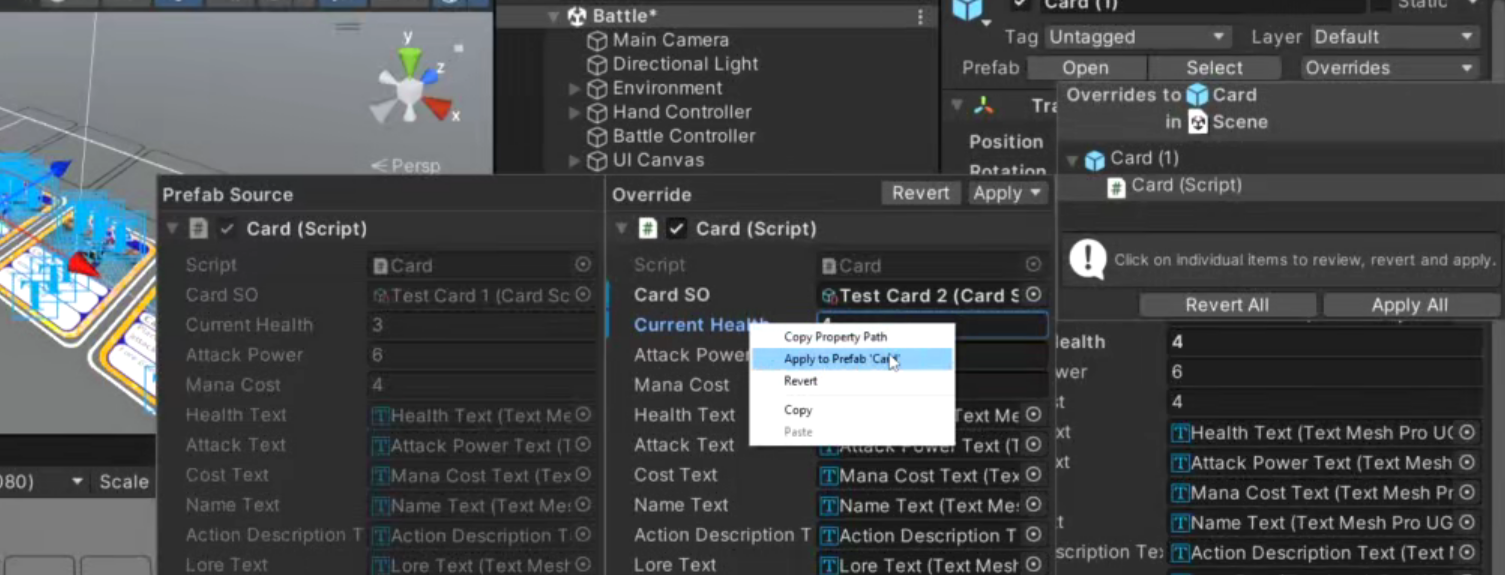 Battle*
Main Camera
Directional Light
Environment
Hand Controller
Battle Controller
UI Canvas
y
z
x
Persp
Card (1)
Static
Tag Untagged Layer Default
Prefab Open Select Overrides
Position
Rotation
Overrides to Card
in Scene
Card (1)
Card (Script)
Click on individual items to review, revert and apply.
Revert All Apply All
Prefab Source
Card (Script)
Script Card
Card SO Test Card 1 (Card Sc
Current Health 3
Attack Power 6
Mana Cost 4
Health Text Health Text (Text Me
Attack Text Attack Power Text (T
Cost Text Mana Cost Text (Tex
Name Text Name Text (Text Me
Action Description T Action Description T
Lore Text Lore Text (Text Mesh
Override Revert Apply
Card (Script)
Script Card
Card SO Test Card 2 (Card S
Current Health
Attack Power
Mana Cost
Health Text Text Me
Attack Text Attack Power Text (T
Cost Text Mana Cost Text (Tex
Name Text Name Text (Text Me
Action Description T Action Description T
Lore Text Lore Text (Text Mesh
Copy Property Path
Apply to Prefab 'Card'
Revert
Copy
Paste
ealth 4
wer 6
t 4
xt Health Text (Text Mesh Pro UG
xt Attack Power Text (Text Mesh
Mana Cost Text (Text Mesh Pr
t Name Text (Text Mesh Pro UG
scription Te Action Description Text (Text
080) Scale